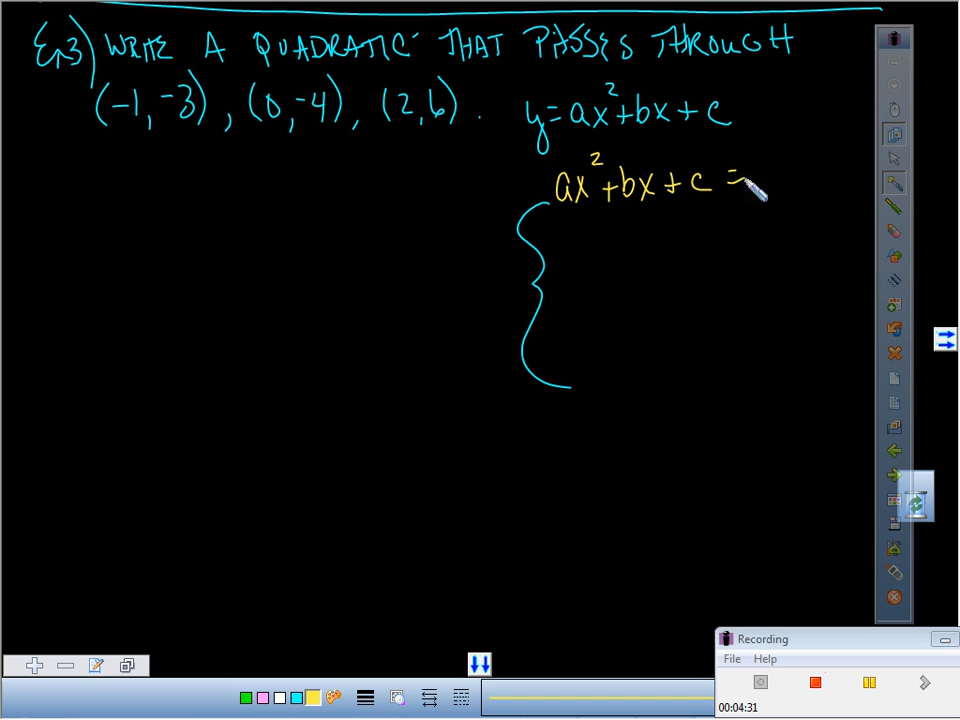 Ex3) WRITE A QUADRATIC THAT PASSES THROUGH
(-1, -3), (0, -4), (2, 6). y = ax² + bx + c
ax² + bx + c =
Recording
File Help
00:04:31